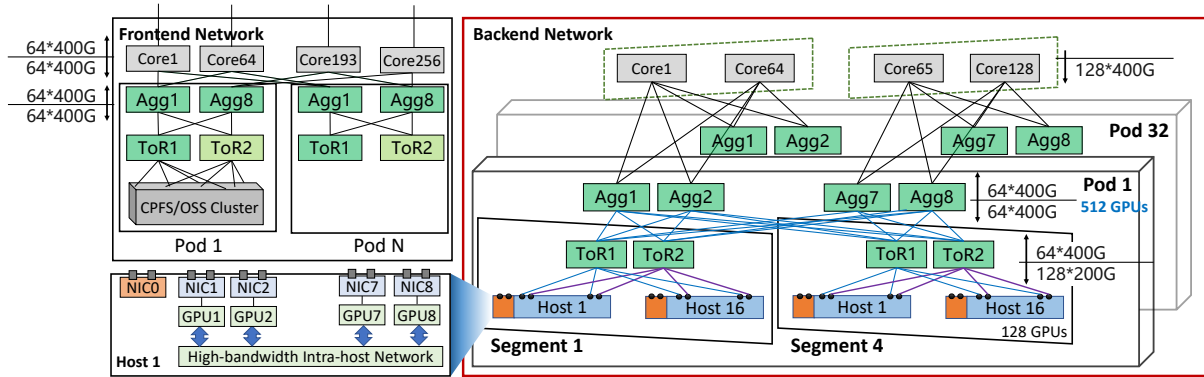 Frontend Network
64*400G
64*400G
Core1
Core64
Core193
Core256
64*400G
64*400G
Agg1
Agg8
Agg1
Agg8
ToR1
ToR2
ToR1
ToR2
CPFS/OSS Cluster
Pod 1
Pod N
NIC0
NIC1
NIC2
NIC7
NIC8
GPU1
GPU2
GPU7
GPU8
High-bandwidth Intra-host Network
Host 1
Backend Network
Core1
Core64
Core65
Core128
128*400G
Agg1
Agg2
Agg7
Agg8
Pod 32
Agg1
Agg2
Agg7
Agg8
64*400G
64*400G
Pod 1
512 GPUs
ToR1
ToR2
ToR1
ToR2
64*400G
128*200G
Host 1
Host 16
Host 1
Host 16
128 GPUs
Segment 1
Segment 4